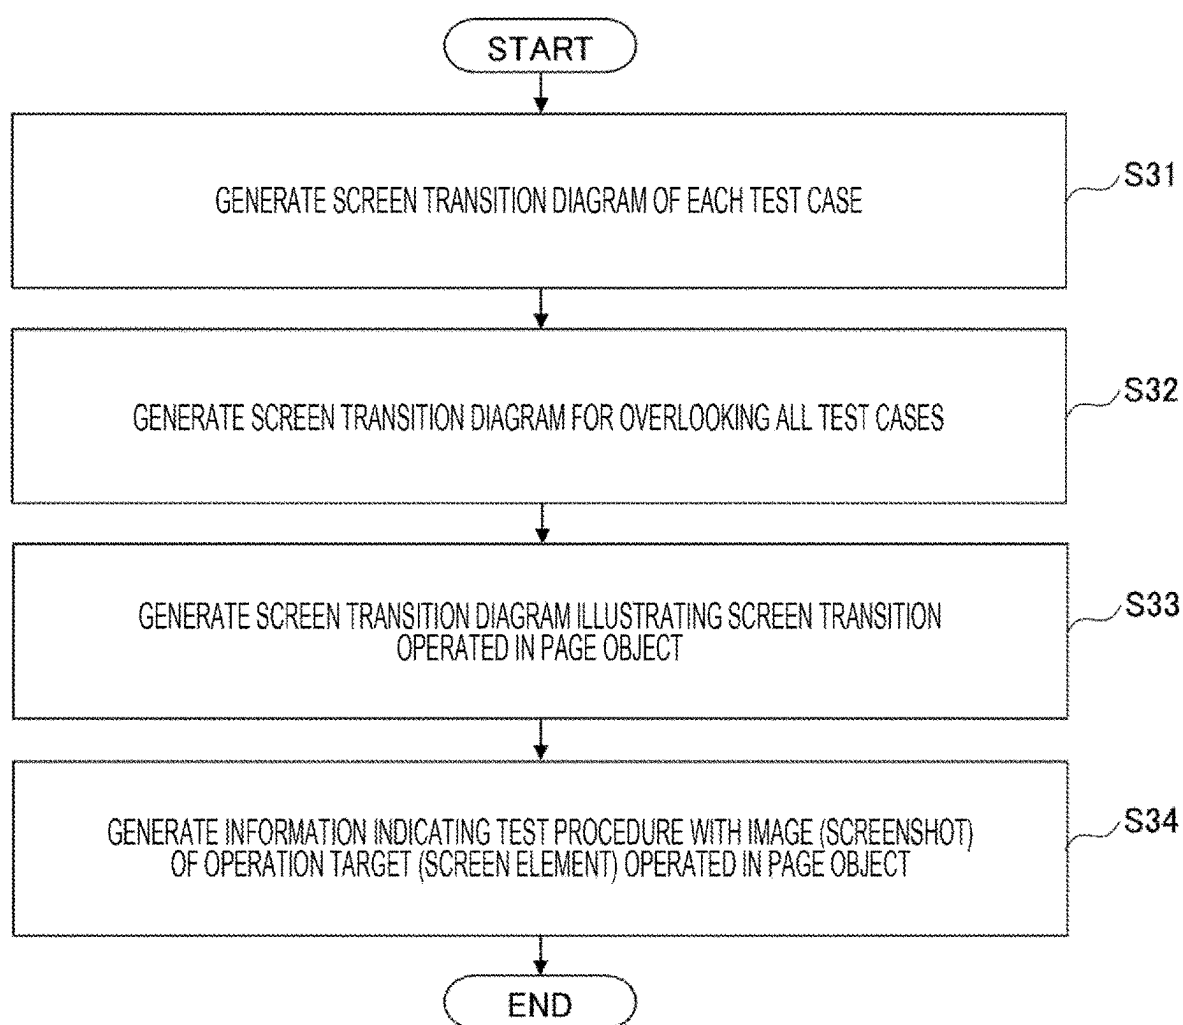 START
GENERATE SCREEN TRANSITION DIAGRAM OF EACH TEST CASE
S31
GENERATE SCREEN TRANSITION DIAGRAM FOR OVERLOOKING ALL TEST CASES
S32
GENERATE SCREEN TRANSITION DIAGRAM ILLUSTRATING SCREEN TRANSITION
OPERATED IN PAGE OBJECT
S33
GENERATE INFORMATION INDICATING TEST PROCEDURE WITH IMAGE (SCREENSHOT)
OF OPERATION TARGET (SCREEN ELEMENT) OPERATED IN PAGE OBJECT
S34
END